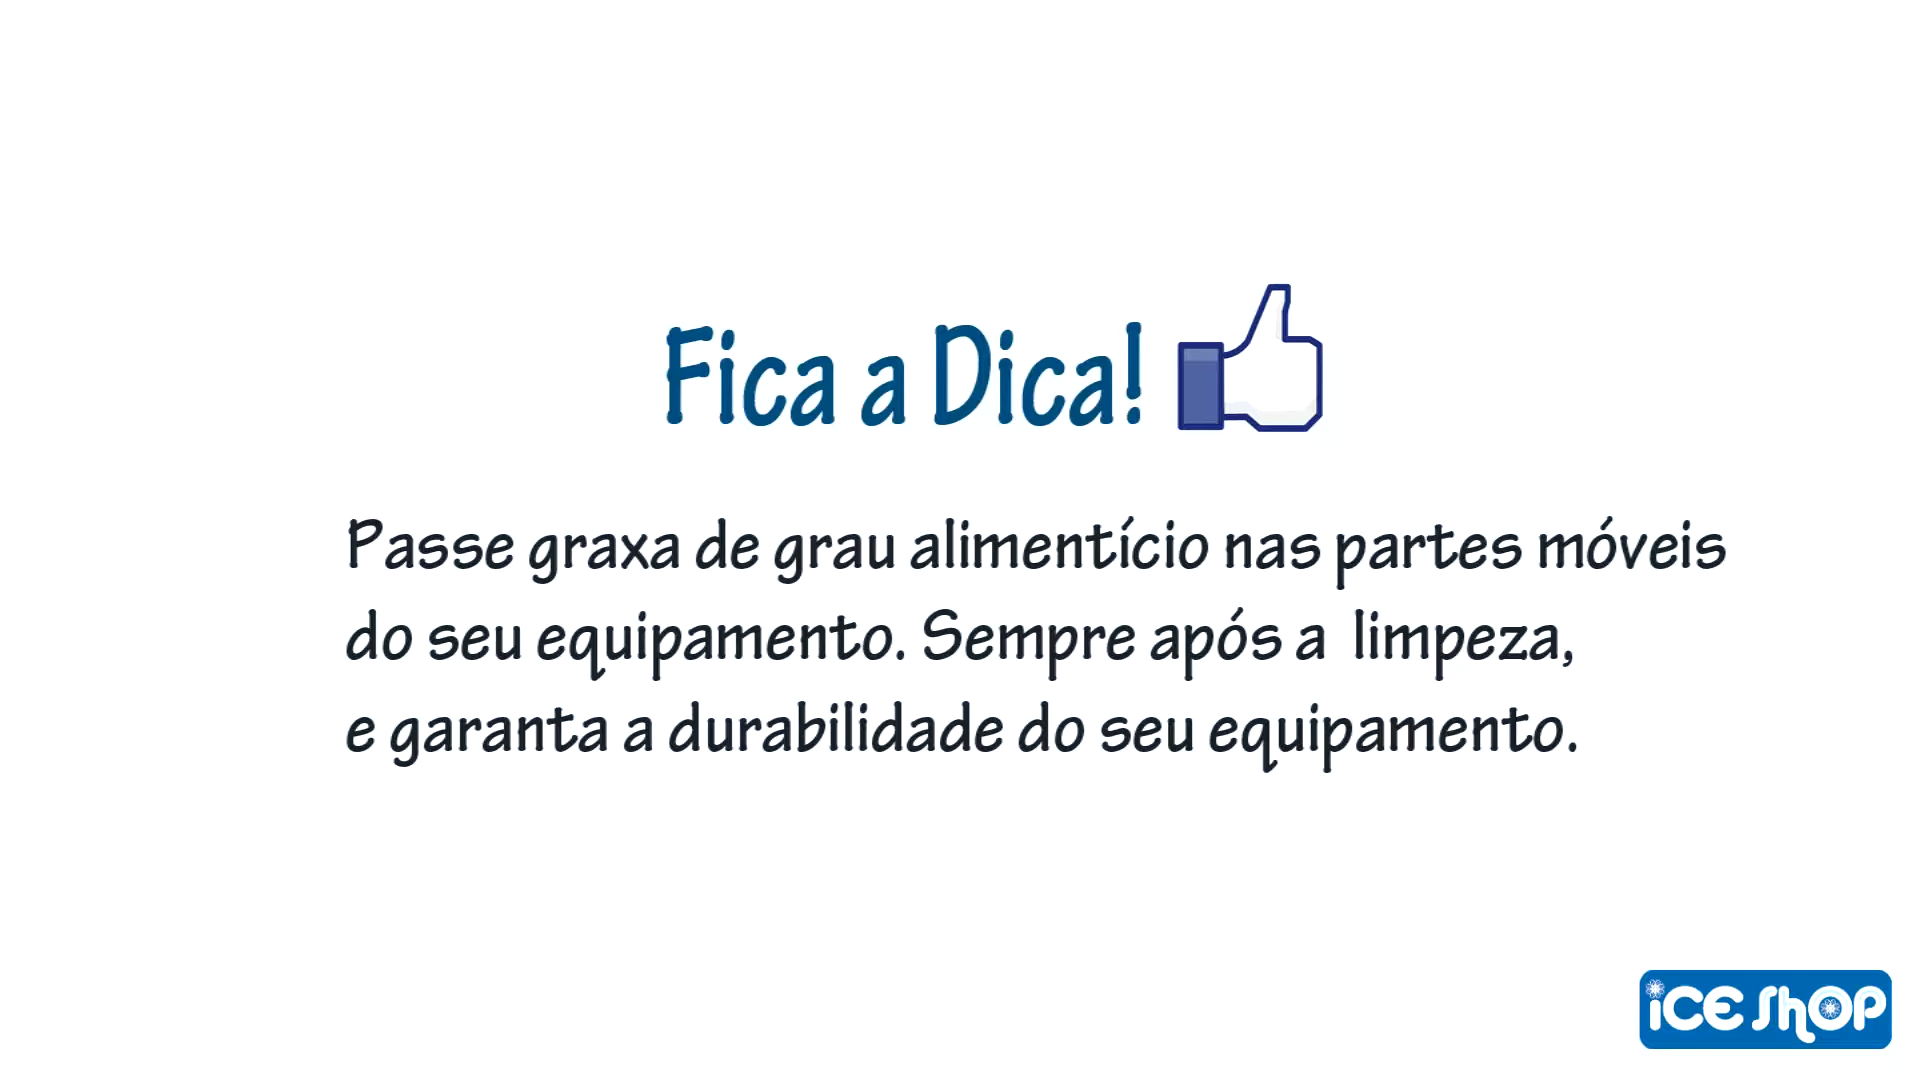 Fica a Dica!
Passe graxa de grau alimentício nas partes móveis
do seu equipamento. Sempre após a limpeza,
e garanta a durabilidade do seu equipamento.
iCE ShOP